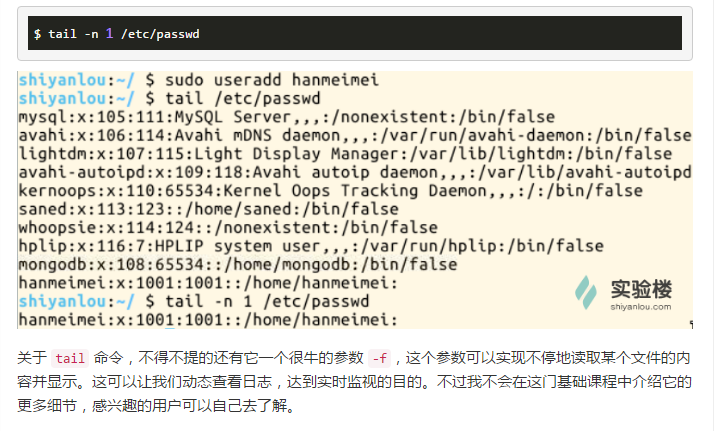 $ tail -n 1 /etc/passwd
shiyanlou:~/ $ sudo useradd hanmeimei
shiyanlou:~/ $ tail /etc/passwd
mysql:x:105:111:MySQL Server,,,:/nonexistent:/bin/false
avahi:x:106:114:Avahi mDNS daemon,,,:/var/run/avahi-daemon:/bin/false
lightdm:x:107:115:Light Display Manager:/var/lib/lightdm:/bin/false
avahi-autoipd:x:109:118:Avahi autoip daemon,,,:/var/lib/avahi-autoipd
kernoops:x:110:65534:Kernel Oops Tracking Daemon,,,:/:/bin/false
saned:x:113:123::/home/saned:/bin/false
whoopsie:x:114:124::/nonexistent:/bin/false
hplip:x:116:7:HPLIP system user,,,:/var/run/hplip:/bin/false
mongodb:x:108:65534::/home/mongodb:/bin/false
hanmeimei:x:1001:1001::/home/hanmeimei:
shiyanlou:~/ $ tail -n 1 /etc/passwd
hanmeimei:x:1001:1001::/home/hanmeimei:
实验楼
shiyanlou.com
关于 tail 命令，不得不提的还有它一个很牛的参数 -f ，这个参数可以实现不停地读取某个文件的内
容并显示。这可以让我们动态查看日志，达到实时监视的目的。不过我不会在这门基础课程中介绍它的
更多细节，感兴趣的用户可以自己去了解。